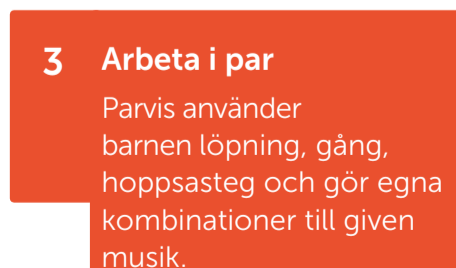 3 Arbeta i par
Parvis använder
barnen löpning, gång,
hoppsasteg och gör egna
kombinationer till given
musik.